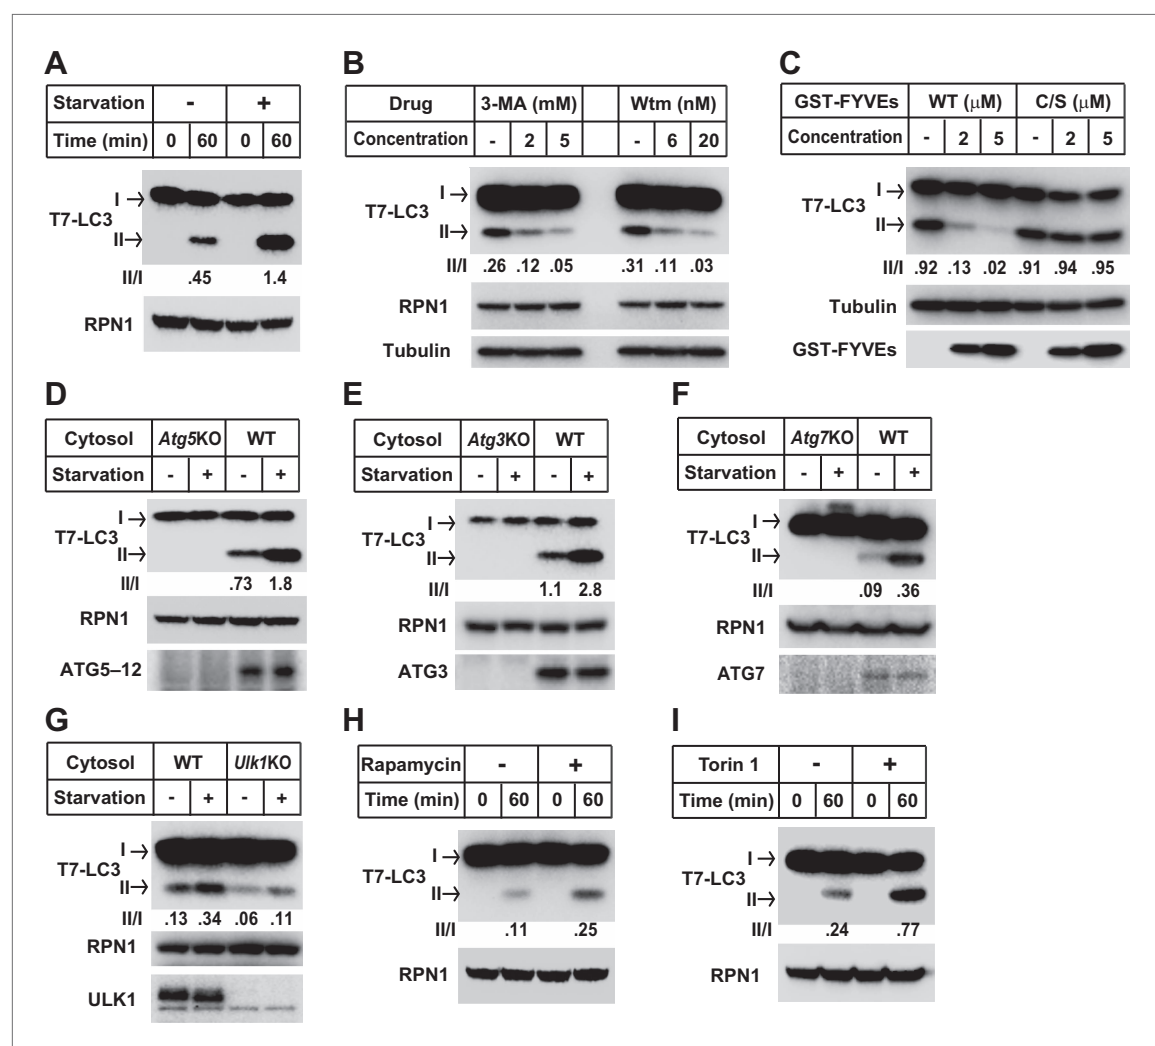 A
Starvation - +
Time (min) 0 60 0 60
I
T7-LC3
II
II/I .45 1.4
RPN1
B
Drug 3-MA (mM) Wtm (nM)
Concentration - 2 5 - 6 20
I
T7-LC3
II
II/I .26 .12 .05 .31 .11 .03
RPN1
Tubulin
C
GST-FYVEs WT (μM) C/S (μM)
Concentration - 2 5 - 2 5
I
T7-LC3
II
II/I .92 .13 .02 .91 .94 .95
Tubulin
GST-FYVEs
D
Cytosol Atg5KO WT
Starvation - + - +
I
T7-LC3
II
II/I .73 1.8
RPN1
ATG5–12
E
Cytosol Atg3KO WT
Starvation - + - +
I
T7-LC3
II
II/I 1.1 2.8
RPN1
ATG3
F
Cytosol Atg7KO WT
Starvation - + - +
I
T7-LC3
II
II/I .09 .36
RPN1
ATG7
G
Cytosol WT Ulk1KO
Starvation - + - +
I
T7-LC3
II
II/I .13 .34 .06 .11
RPN1
ULK1
H
Rapamycin - +
Time (min) 0 60 0 60
I
T7-LC3
II
II/I .11 .25
RPN1
I
Torin 1 - +
Time (min) 0 60 0 60
I
T7-LC3
II
II/I .24 .77
RPN1